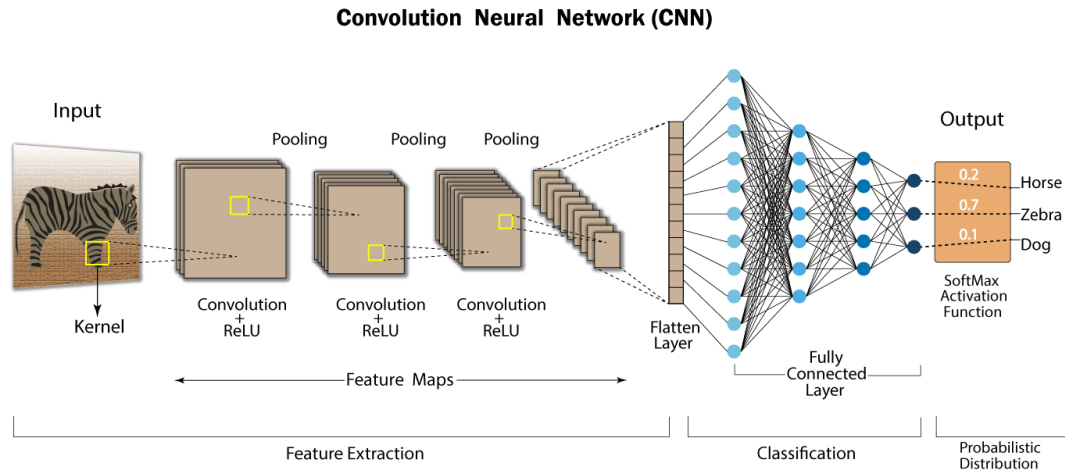 Convolution Neural Network (CNN)
Input
Pooling
Pooling
Pooling
Output
0.2
Horse
0.7
Zebra
0.1
Dog
Kernel
Convolution
+
ReLU
Convolution
+
ReLU
Convolution
+
ReLU
Flatten
Layer
SoftMax
Activation
Function
Feature Maps
Fully
Connected
Layer
Feature Extraction
Classification
Probabilistic
Distribution